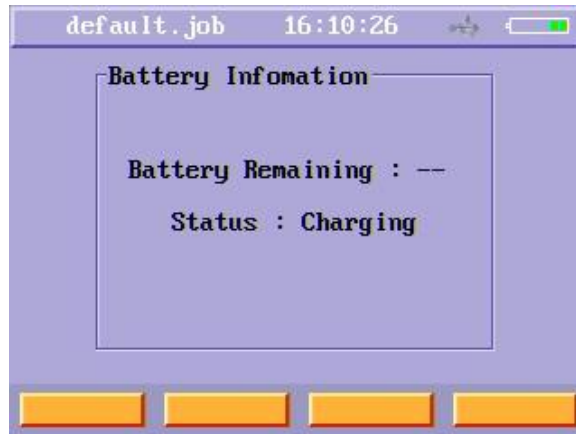 default.job 16:10:26
Battery Infomation
Battery Remaining : --
Status : Charging